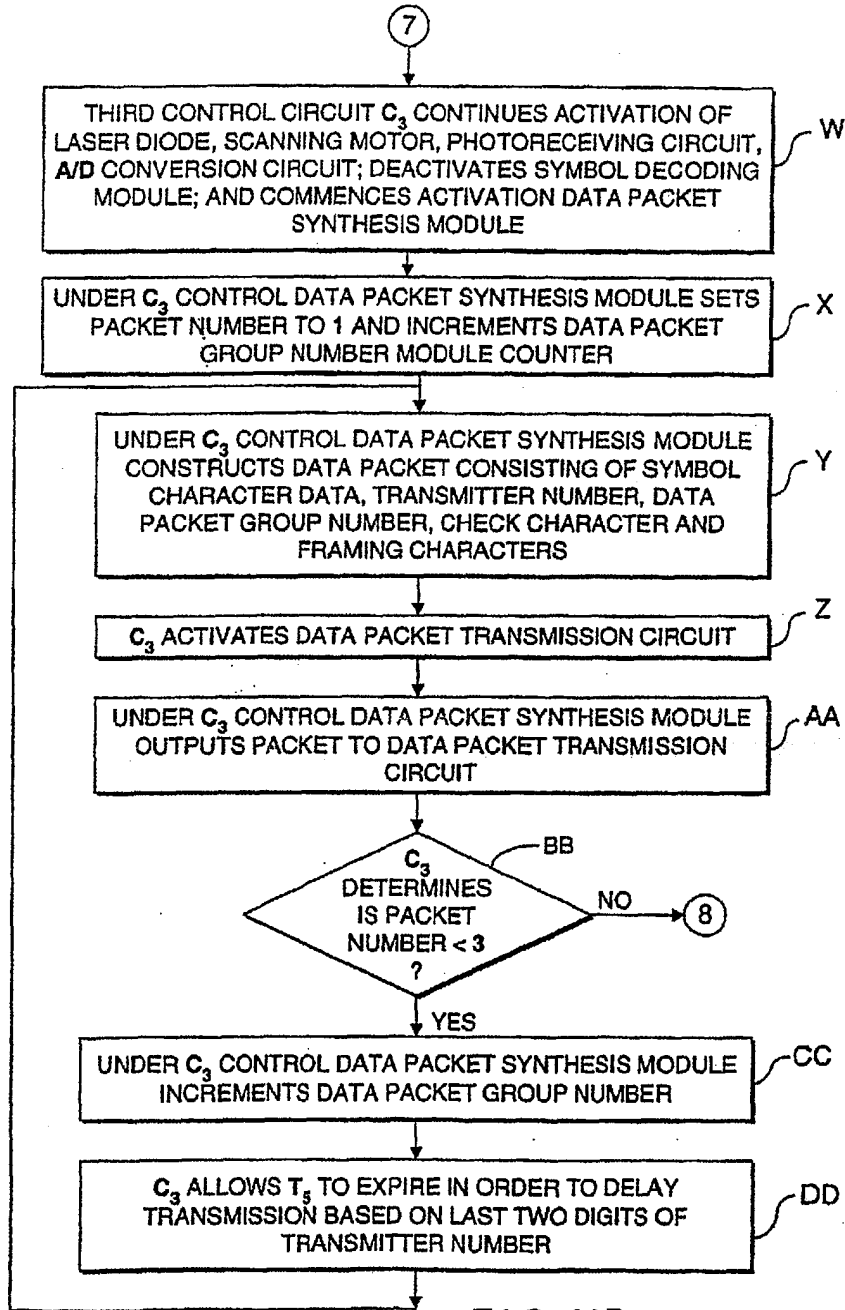 7
THIRD CONTROL CIRCUIT C3 CONTINUES ACTIVATION OF
LASER DIODE, SCANNING MOTOR, PHOTORECEIVING CIRCUIT,
A/D CONVERSION CIRCUIT; DEACTIVATES SYMBOL DECODING
MODULE; AND COMMENCES ACTIVATION DATA PACKET
SYNTHESIS MODULE
W
UNDER C3 CONTROL DATA PACKET SYNTHESIS MODULE SETS
PACKET NUMBER TO 1 AND INCREMENTS DATA PACKET
GROUP NUMBER MODULE COUNTER
X
UNDER C3 CONTROL DATA PACKET SYNTHESIS MODULE
CONSTRUCTS DATA PACKET CONSISTING OF SYMBOL
CHARACTER DATA, TRANSMITTER NUMBER, DATA
PACKET GROUP NUMBER, CHECK CHARACTER AND
FRAMING CHARACTERS
Y
C3 ACTIVATES DATA PACKET TRANSMISSION CIRCUIT
Z
UNDER C3 CONTROL DATA PACKET SYNTHESIS MODULE
OUTPUTS PACKET TO DATA PACKET TRANSMISSION
CIRCUIT
AA
C3
DETERMINES
IS PACKET
NUMBER < 3
?
BB
NO
8
YES
UNDER C3 CONTROL DATA PACKET SYNTHESIS MODULE
INCREMENTS DATA PACKET GROUP NUMBER
CC
C3 ALLOWS T5 TO EXPIRE IN ORDER TO DELAY
TRANSMISSION BASED ON LAST TWO DIGITS OF
TRANSMITTER NUMBER
DD